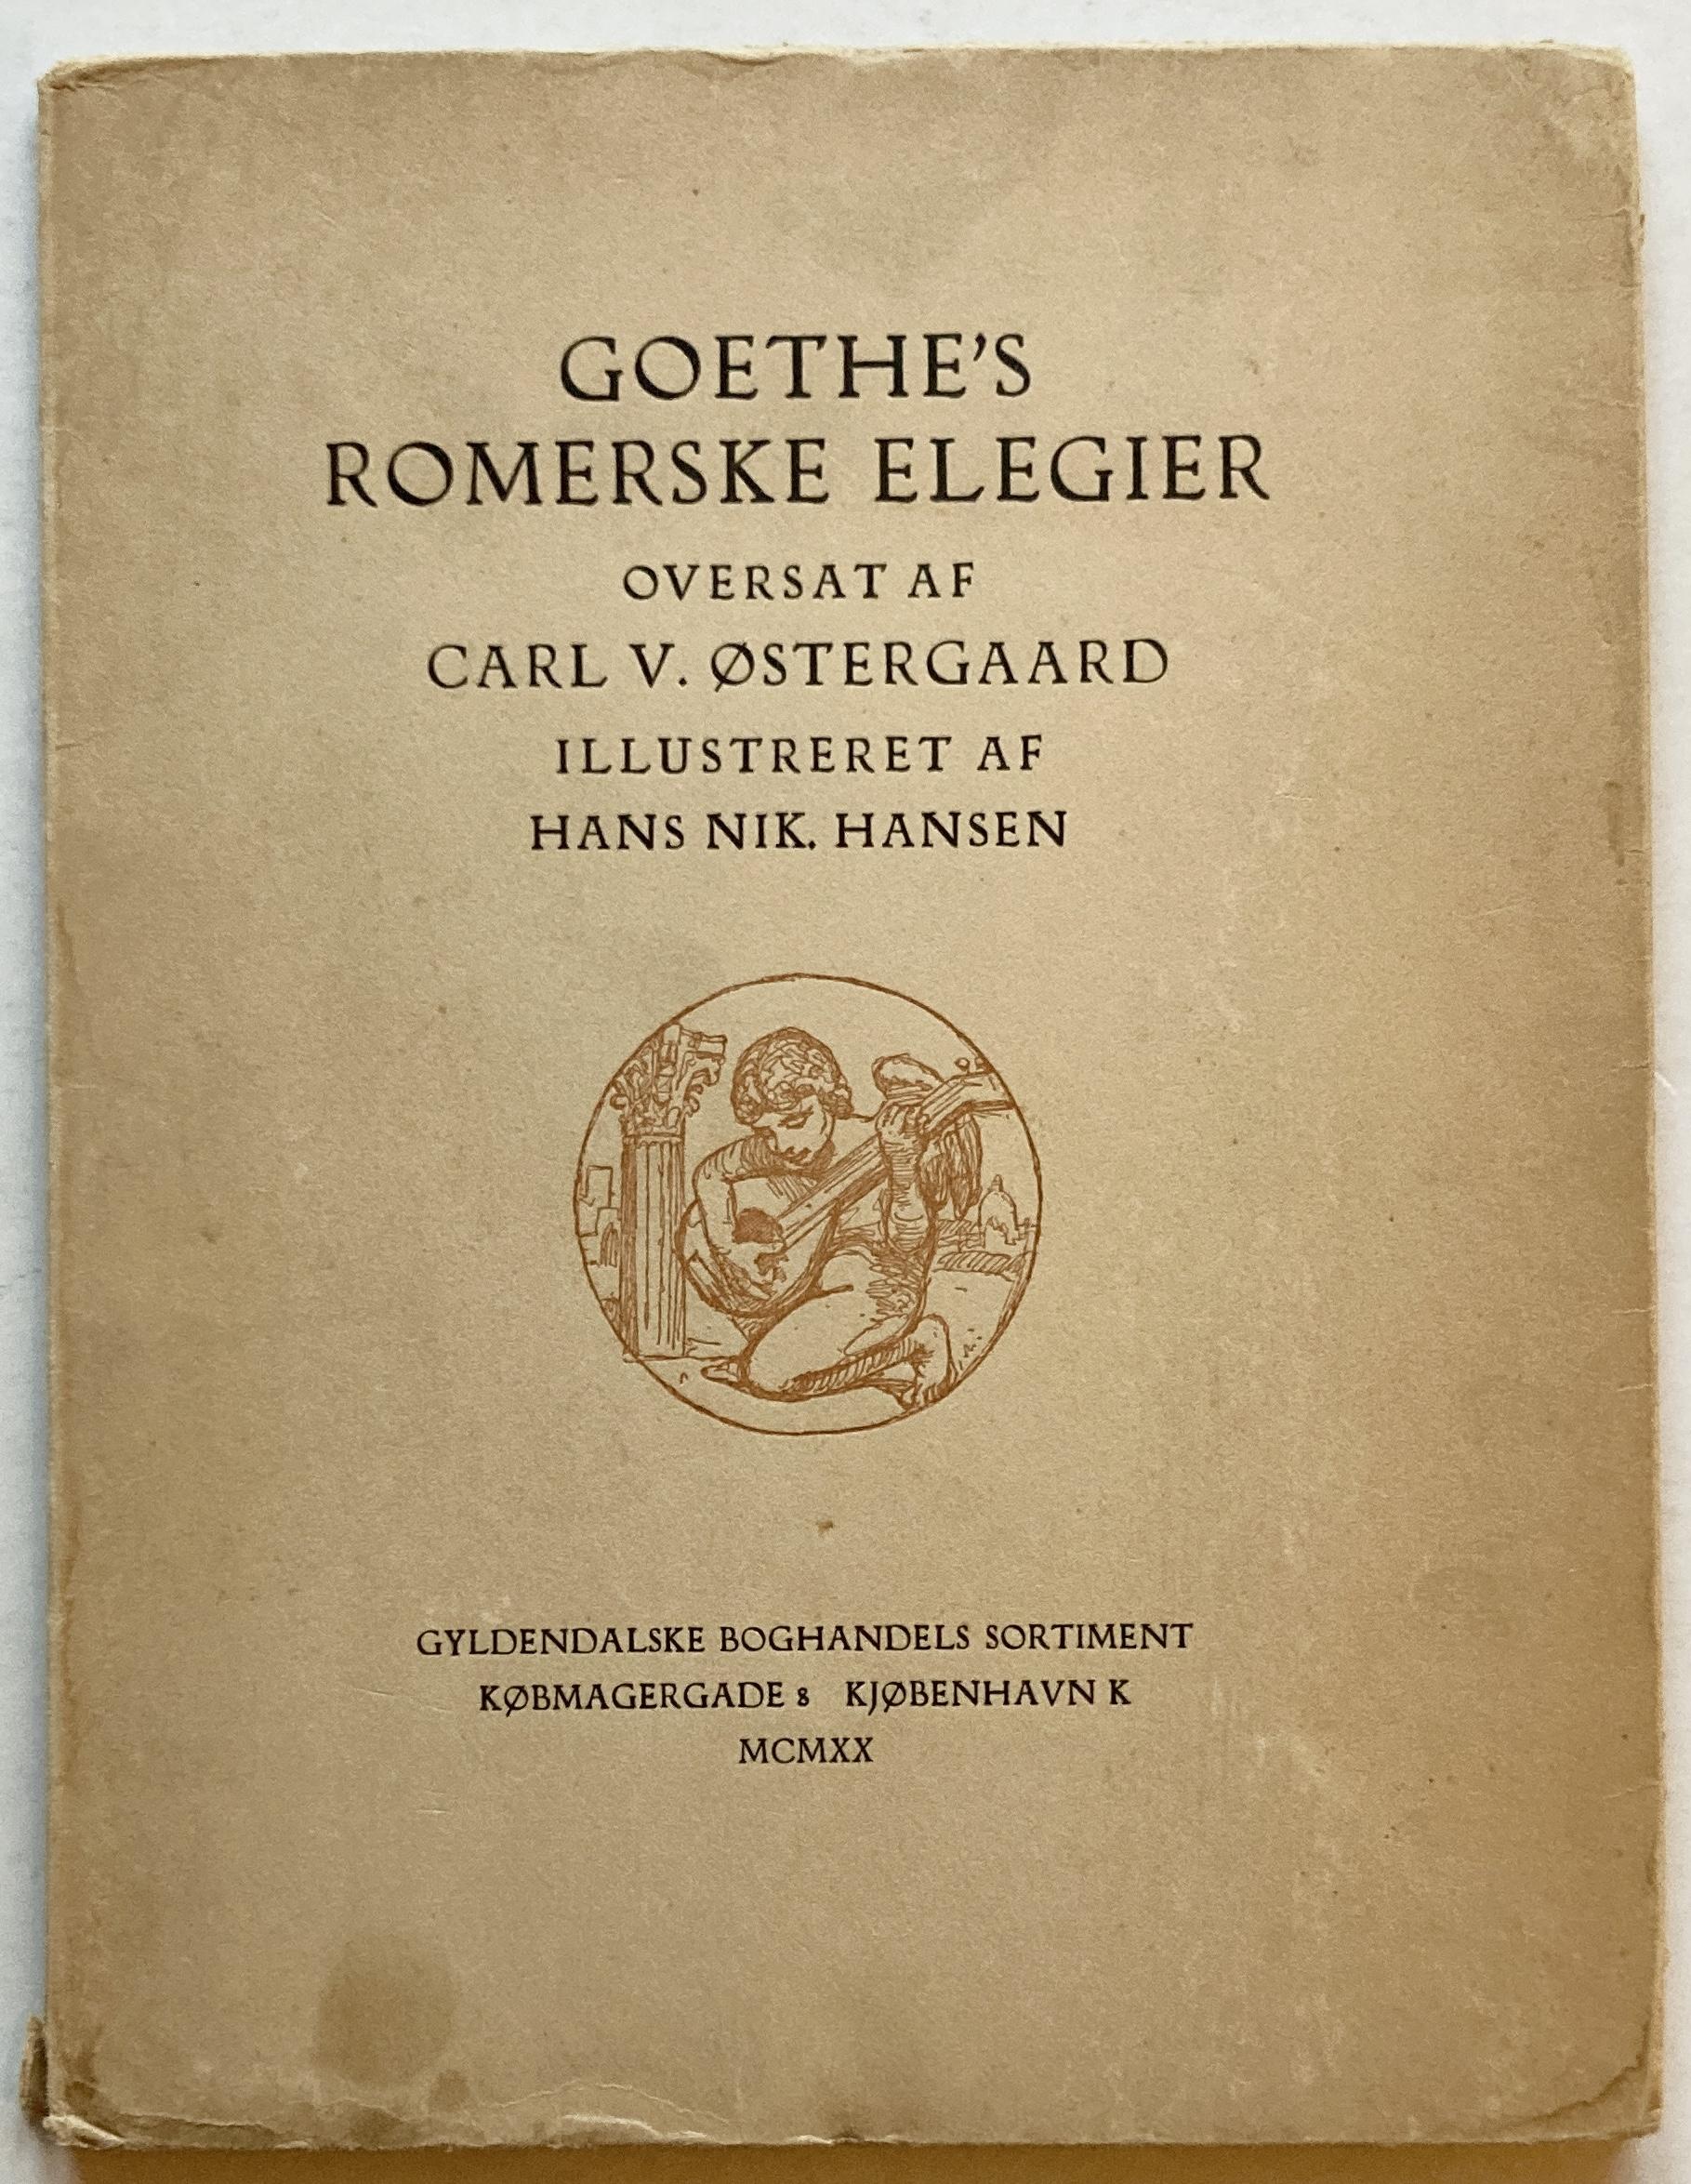 GOETHE'S
ROMERSKE ELEGIER
OVERSAT AF
CARL V. ØSTERGAARD
ILLUSTRERET AF
HANS NIK. HANSEN
GYLDENDALSKE BOGHANDELS SORTIMENT
KØBMAGERGADE 8 KJØBENHAVN K
MCMXX